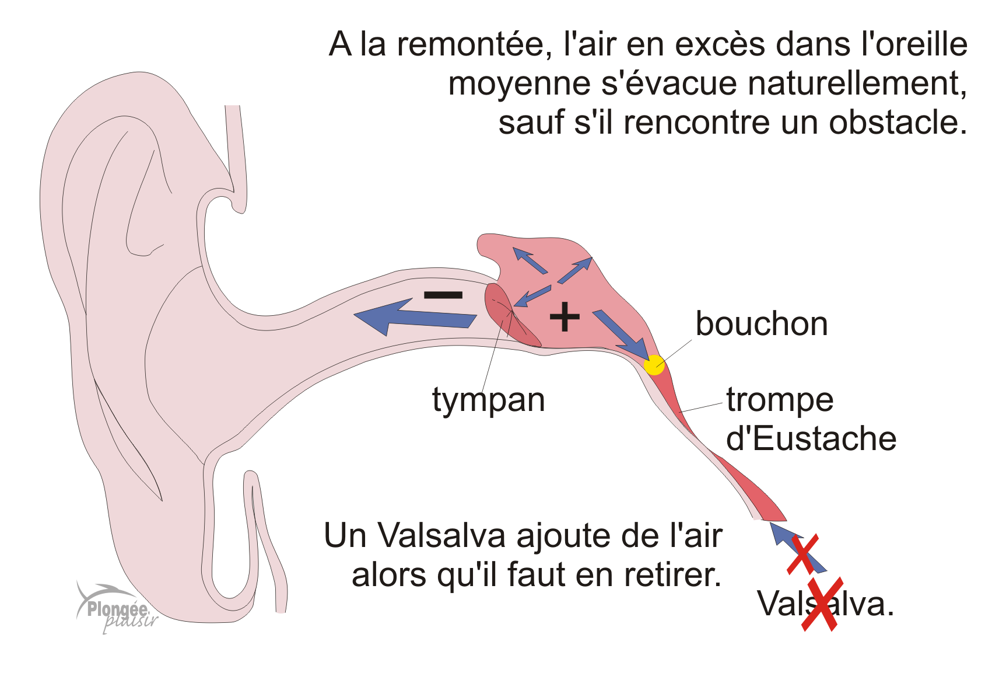 A la remontée, l'air en excès dans l'oreille
moyenne s'évacue naturellement,
sauf s'il rencontre un obstacle.
−
+
bouchon
tympan
trompe
d'Eustache
Un Valsalva ajoute de l'air
alors qu'il faut en retirer.
Valsalva.
Plongée
plaisir